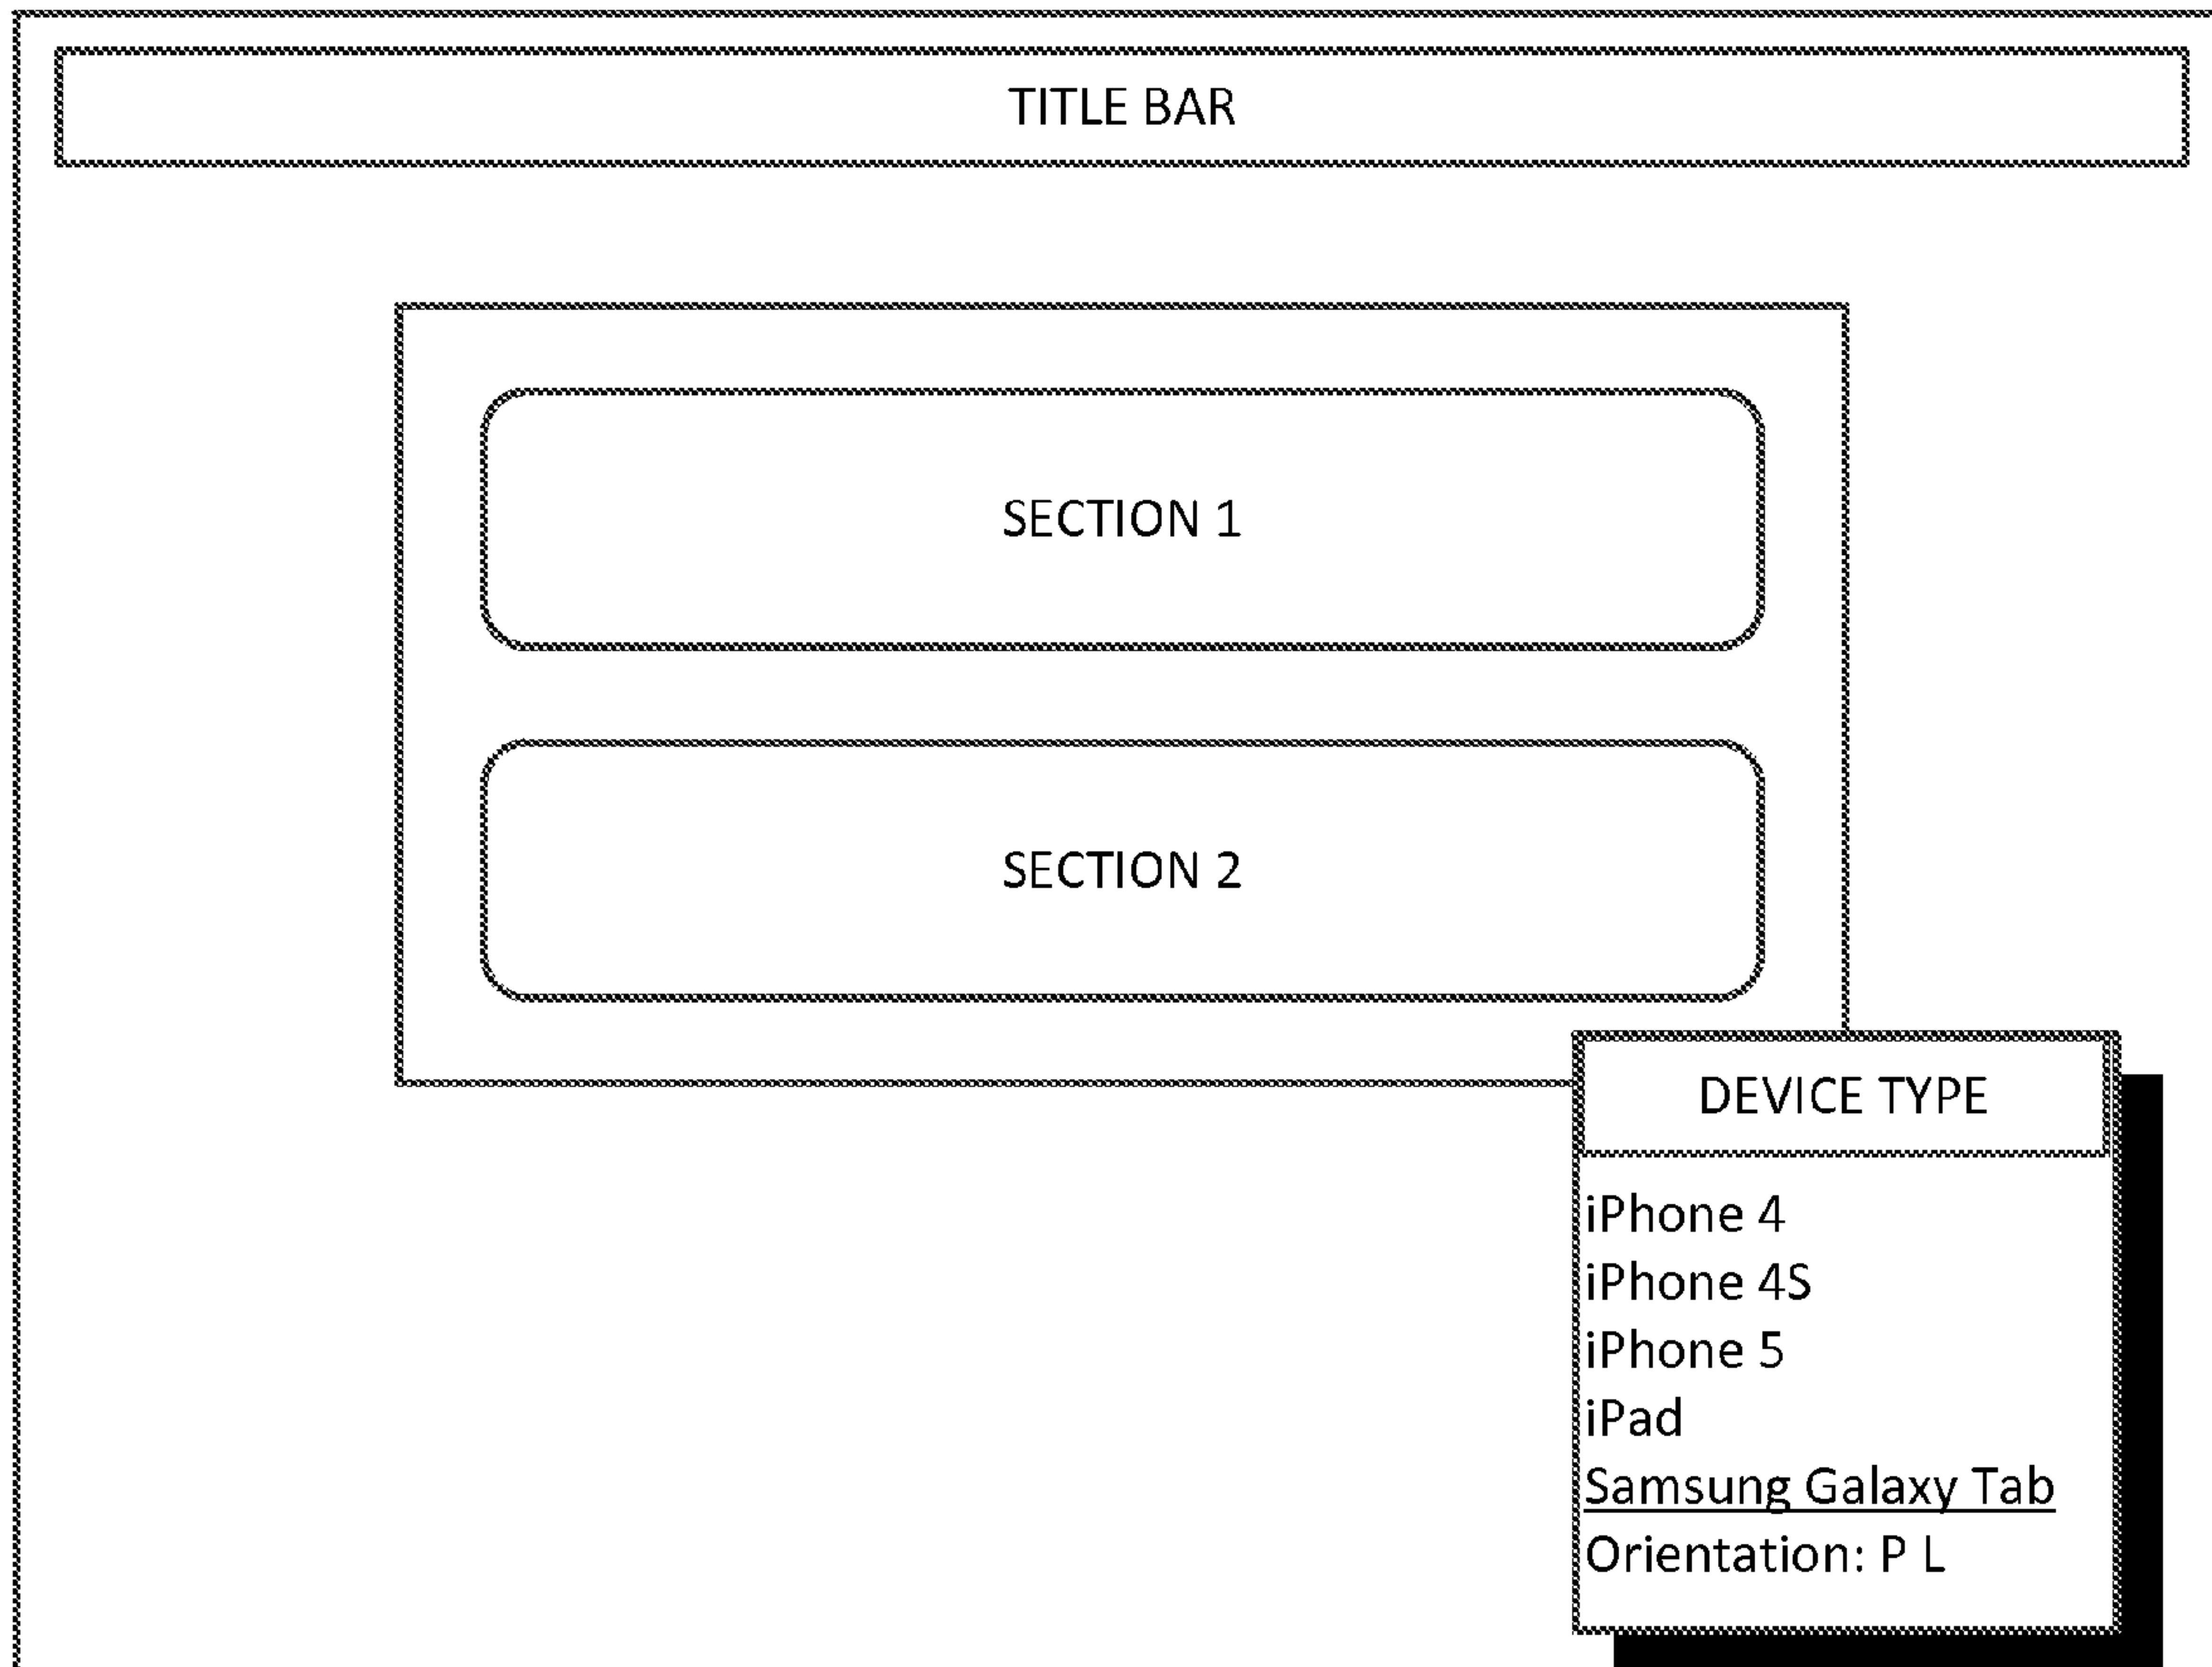 TITLE BAR
SECTION 1
SECTION 2
DEVICE TYPE
iPhone 4
iPhone 4S
iPhone 5
iPad
Samsung Galaxy Tab
Orientation: P L